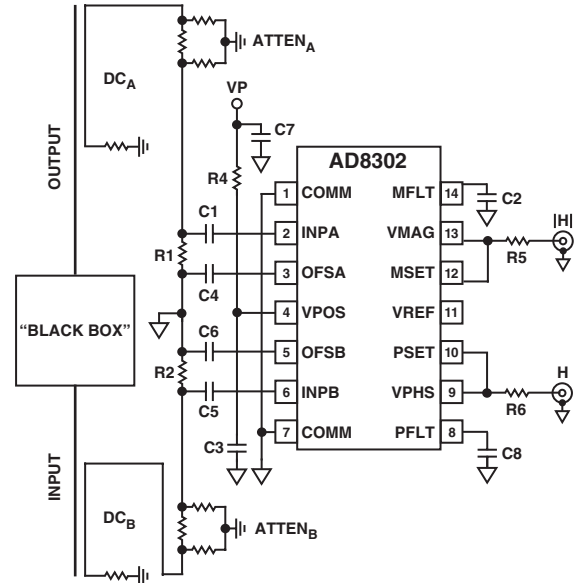 ATTENA
DCA
VP
C7
OUTPUT
R4
AD8302
1 COMM MFLT 14
C2
C1
2 INPA VMAG 13
|H|
R1
R5
3 OFSA MSET 12
C4
4 VPOS VREF 11
"BLACK BOX"
C6
5 OFSB PSET 10
H
R2
6 INPB VPHS 9
C5
R6
C3
7 COMM PFLT 8
C8
INPUT
DCB
ATTENB